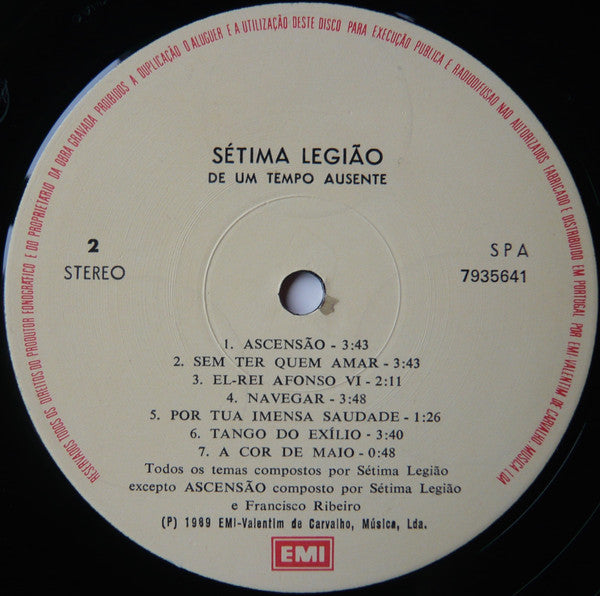 RESERVADOS TODOS OS DIREITOS DO PRODUTOR FONOGRÁFICO E DO PROPRIETÁRIO DA OBRA GRAVADA PROIBIDOS A DUPLICAÇÃO O ALUGUER E A UTILIZAÇÃO DESTE DISCO PARA EXECUÇÃO PUBLICA E RADIODIFUSAO NAO AUTORIZADOS FABRICADO E DISTRIBUIDO EM PORTUGAL POR EMI VALENTIM DE CARVALHO, MUSICA LDA
SÉTIMA LEGIÃO
DE UM TEMPO AUSENTE
2
STEREO
SPA
7935641
1. ASCENSÃO - 3:43
2. SEM TER QUEM AMAR - 3:43
3. EL-REI AFONSO VI - 2:11
4. NAVEGAR - 3:48
5. POR TUA IMENSA SAUDADE - 1:26
6. TANGO DO EXÍLIO - 3:40
7. A COR DE MAIO - 0:48
Todos os temas compostos por Sétima Legião
excepto ASCENSÃO composto por Sétima Legião
e Francisco Ribeiro
(P) 1989 EMI-Valentim de Carvalho, Música, Lda.
EMI